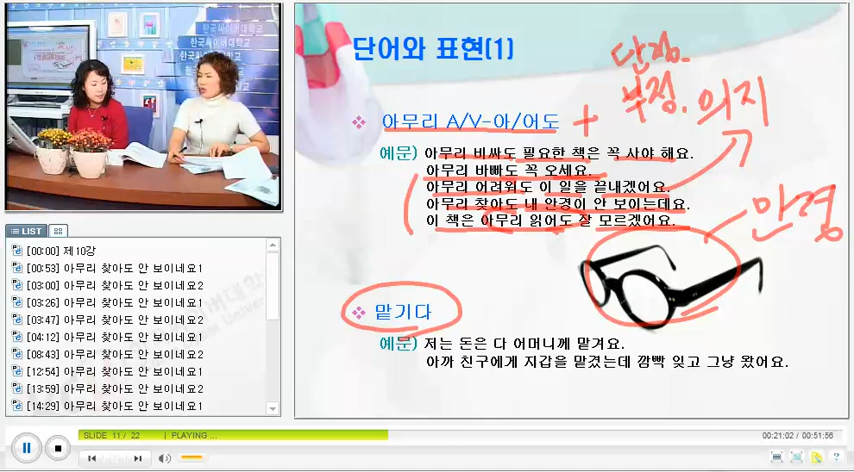 한국싸이버대학교
단어와 표현(1)
단점.
부정. 의지
❖ 아무리 A/V-아/어도 +
예문) 아무리 비싸도 필요한 책은 꼭 사야 해요.
아무리 바빠도 꼭 오세요.
아무리 어려워도 이 일을 끝내겠어요.
아무리 찾아도 내 안경이 안 보이는데요.
이 책은 아무리 읽어도 잘 모르겠어요.
안경
❖ 맡기다
예문) 저는 돈은 다 어머니께 맡겨요.
아까 친구에게 지갑을 맡겼는데 깜빡 잊고 그냥 왔어요.
LIST
[00:00] 제10강
[00:53] 아무리 찾아도 안 보이네요1
[03:00] 아무리 찾아도 안 보이네요2
[03:26] 아무리 찾아도 안 보이네요1
[03:47] 아무리 찾아도 안 보이네요2
[04:12] 아무리 찾아도 안 보이네요1
[08:43] 아무리 찾아도 안 보이네요2
[12:54] 아무리 찾아도 안 보이네요1
[13:59] 아무리 찾아도 안 보이네요2
[14:29] 아무리 찾아도 안 보이네요1
SLIDE 11 / 22 | PLAYING ... 00:21:02 / 00:51:56